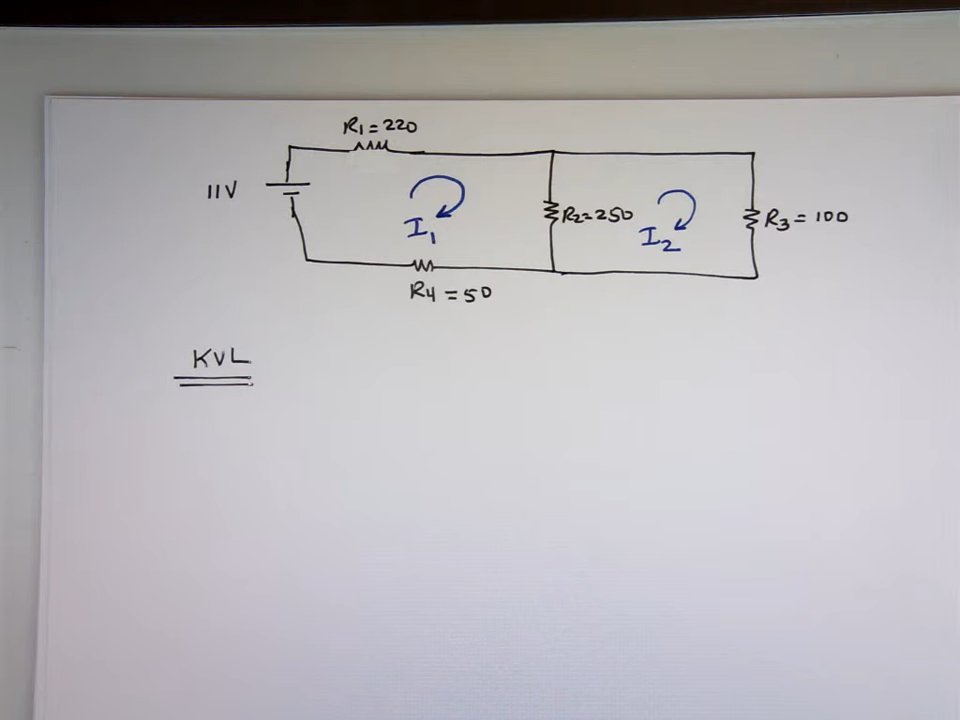 R1 = 220
11V
I1
R2=250
I2
R3 = 100
R4 = 50
KVL